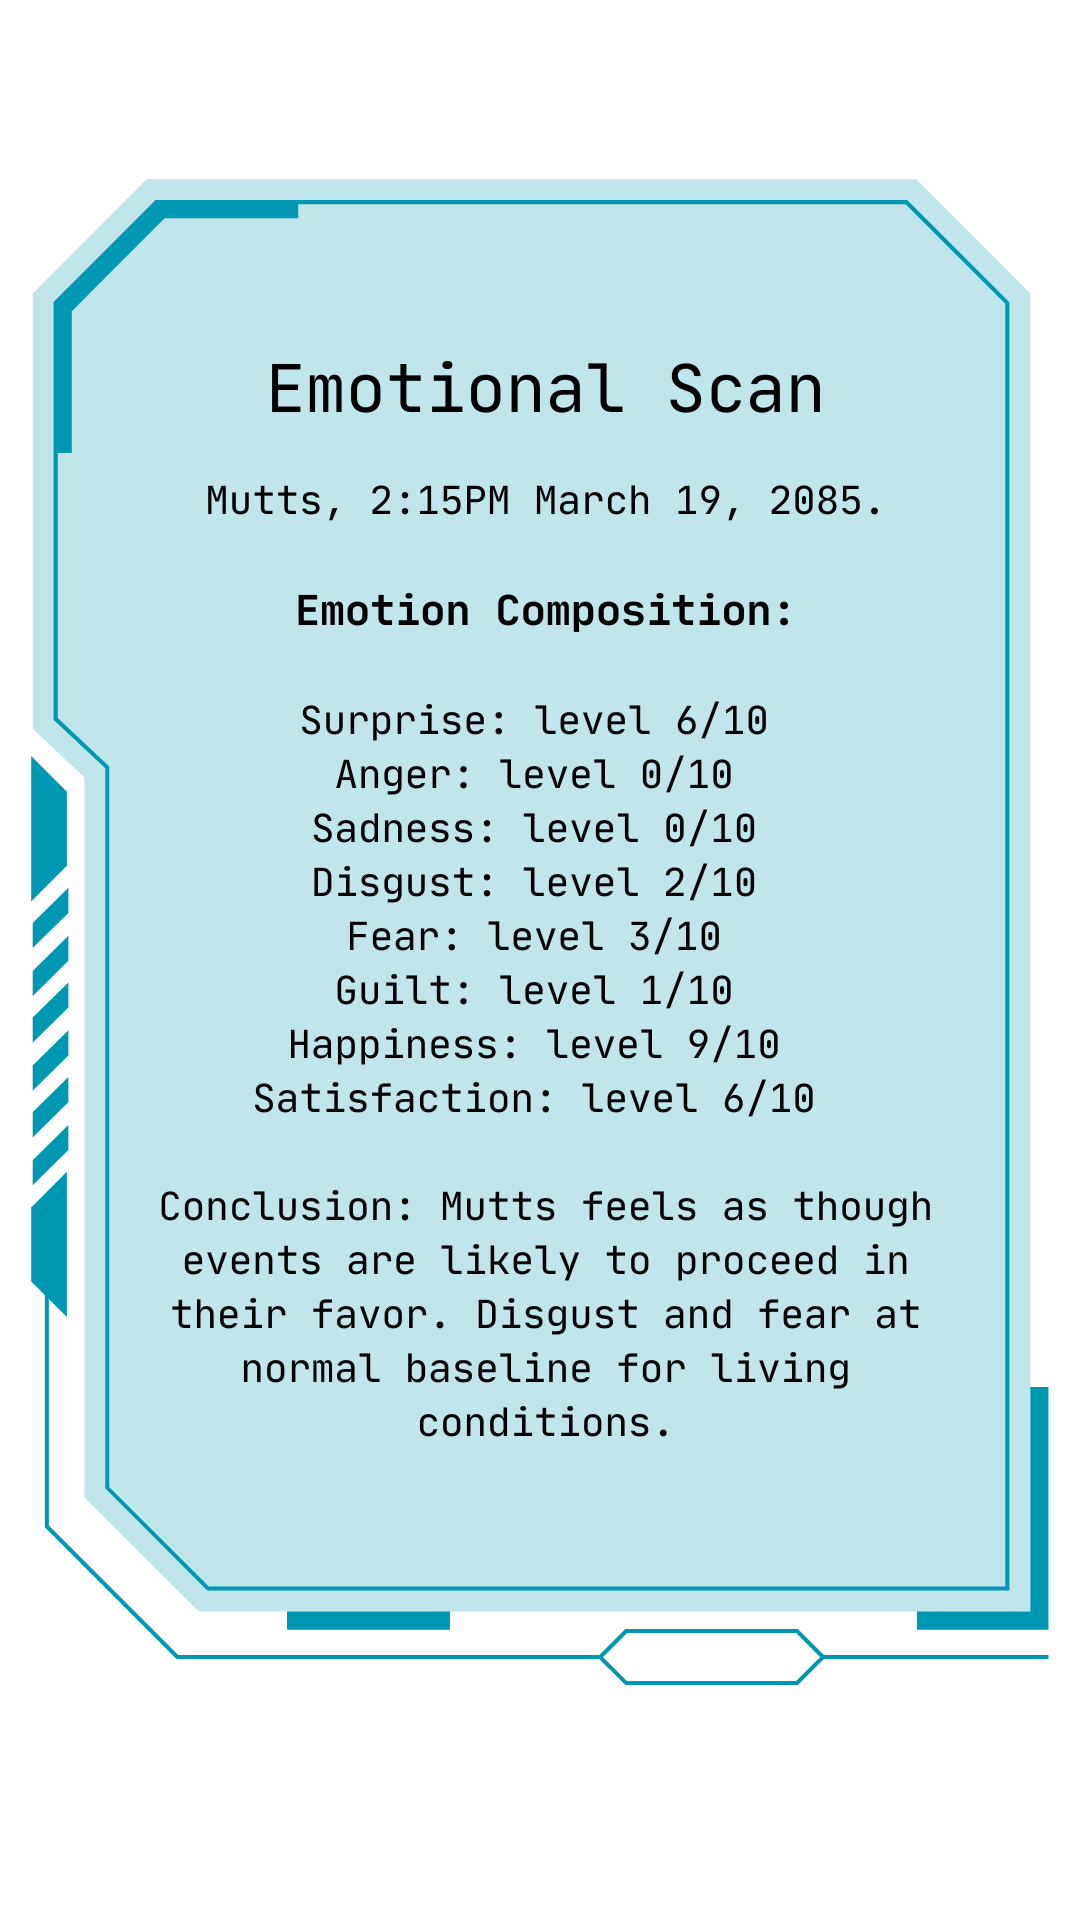 Emotional Scan
Mutts, 2:15PM March 19, 2085.
Emotion Composition:
Surprise: level 6/10
Anger: level 0/10
Sadness: level 0/10
Disgust: level 2/10
Fear: level 3/10
Guilt: level 1/10
Happiness: level 9/10
Satisfaction: level 6/10
Conclusion: Mutts feels as though
events are likely to proceed in
their favor. Disgust and fear at
normal baseline for living
conditions.